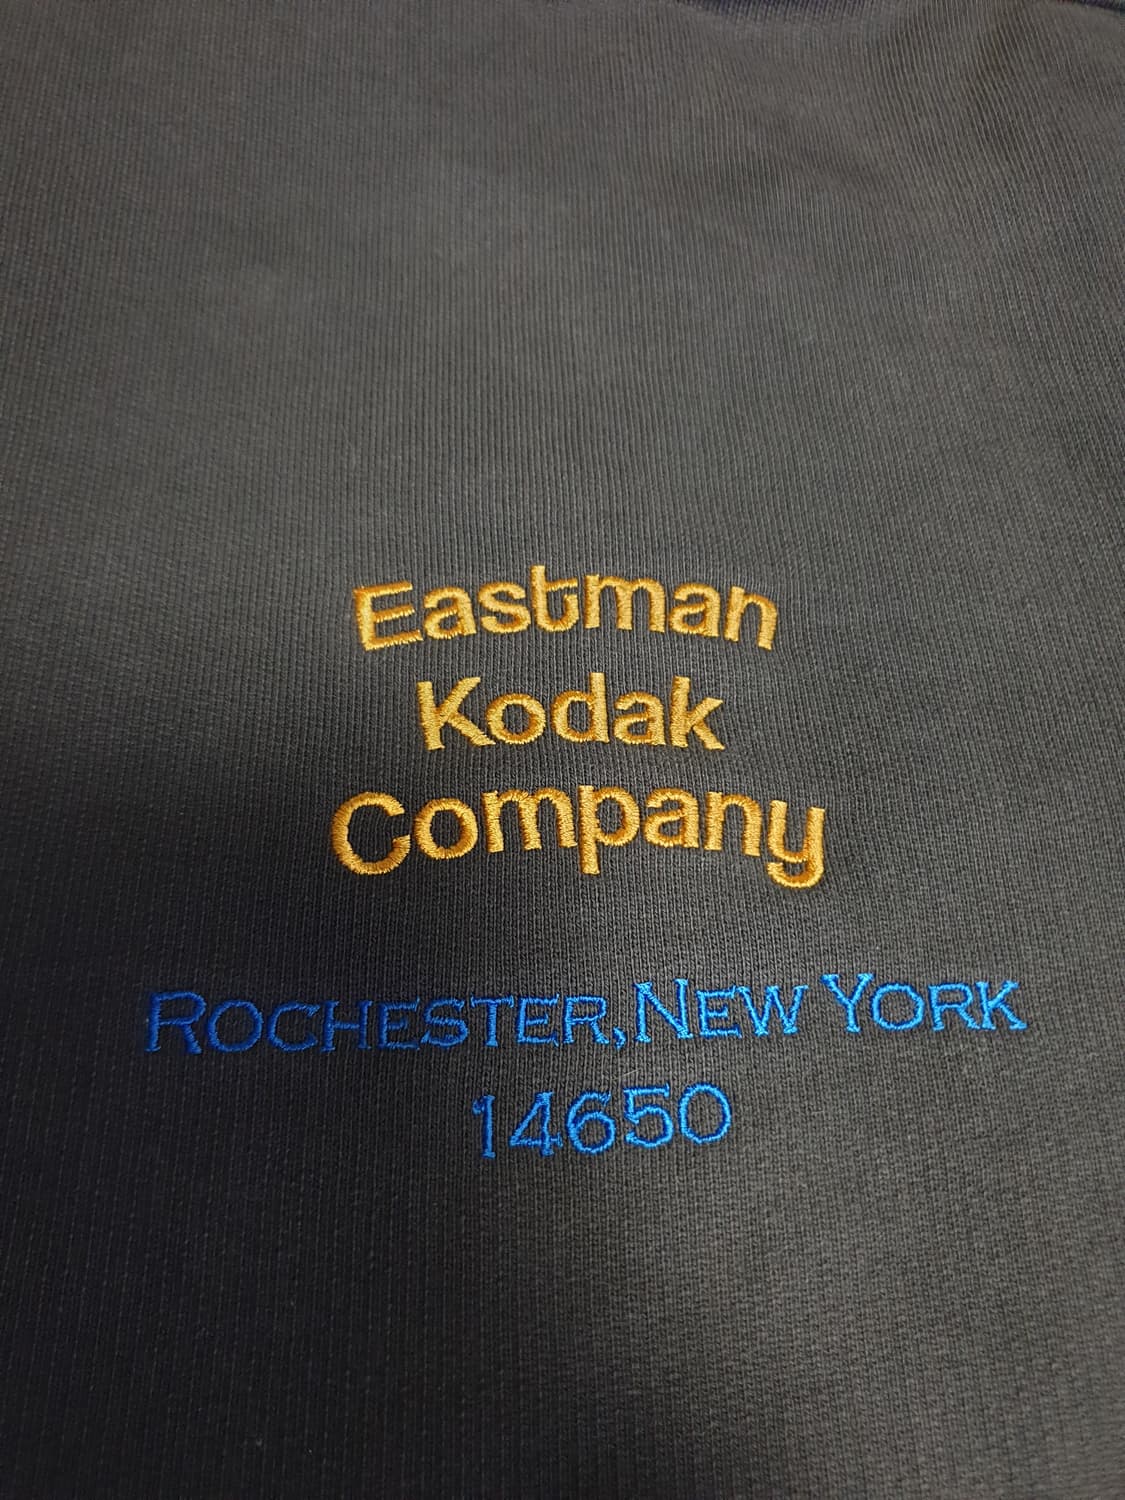 Eastman
Kodak
Company
ROCHESTER, NEW YORK
14650